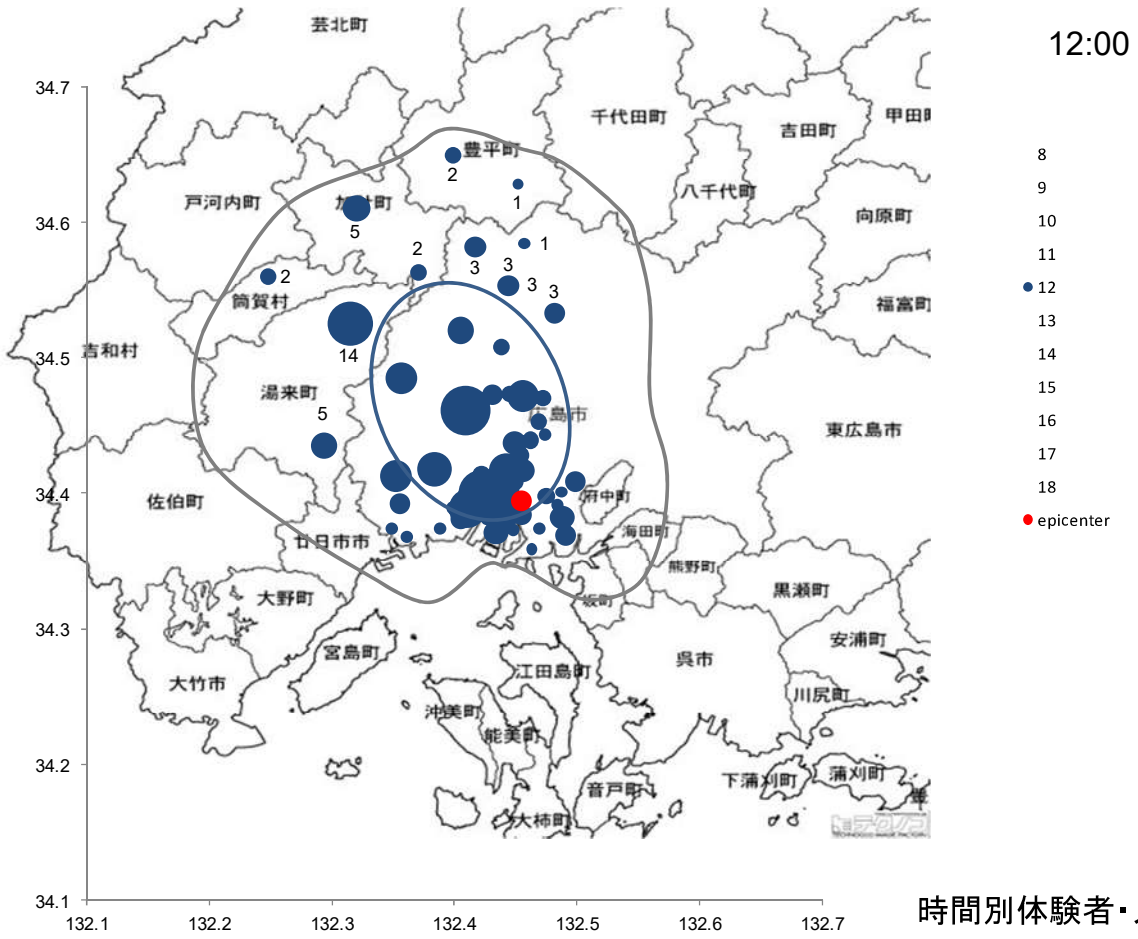 12:00
芸北町
34.7
千代田町
吉田町
甲田町
豊平町
2
8
戸河内町
加計町
1
八千代町
9
34.6
5
向原町
10
2
3
1
3
11
2
3
3
筒賀村
12
福富町
14
13
吉和村
34.5
14
湯来町
15
5
広島市
16
東広島市
17
34.4
佐伯町
府中町
18
廿日市市
海田町
epicenter
熊野町
大野町
坂町
黒瀬町
34.3
宮島町
安浦町
大竹市
江田島町
呉市
川尻町
沖美町
能美町
34.2
下蒲刈町
蒲刈町
音戸町
豊
大柿町
テクノコ
34.1
132.1
132.2
132.3
132.4
132.5
132.6
132.7
時間別体験者・